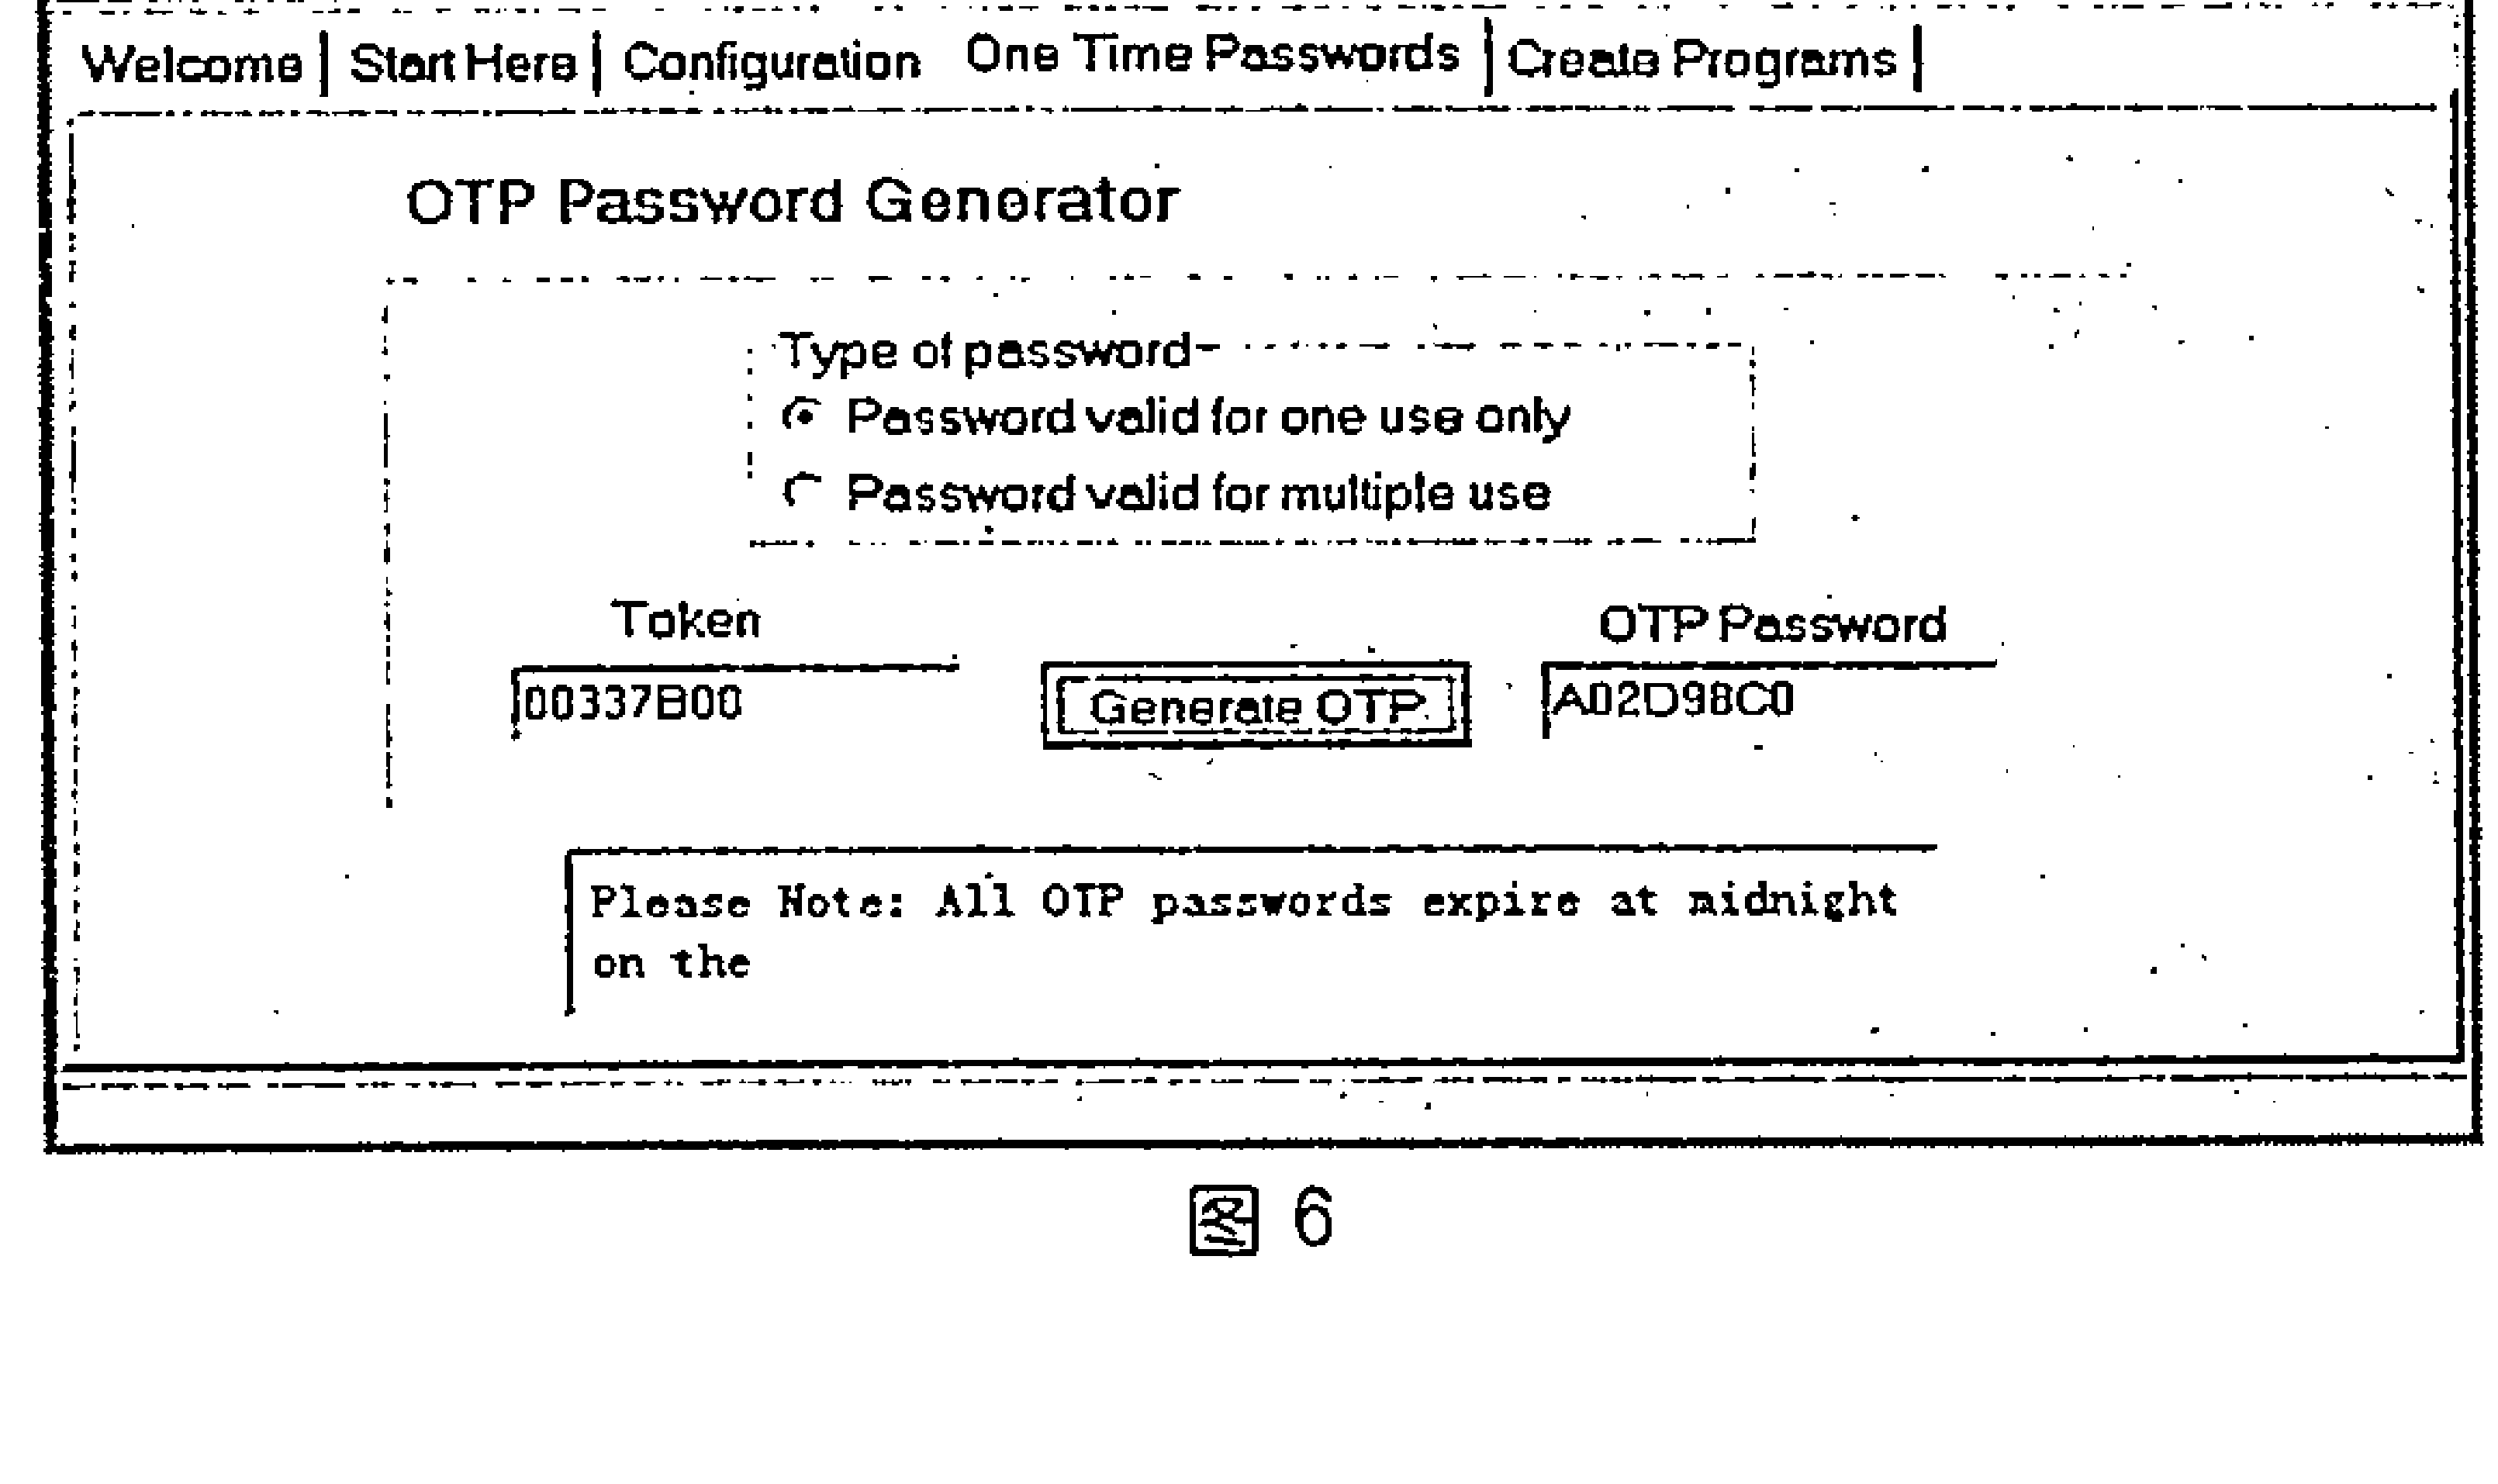 Welcome Start Here Configuration One Time Passwords Create Programs
OTP Password Generator
Type of password
Password valid for one use only
Password valid for multiple use
Token
OTP Password
00337B00
Generate OTP
A02D98C0
Please Note: All OTP passwords expire at midnight
on the
图 6